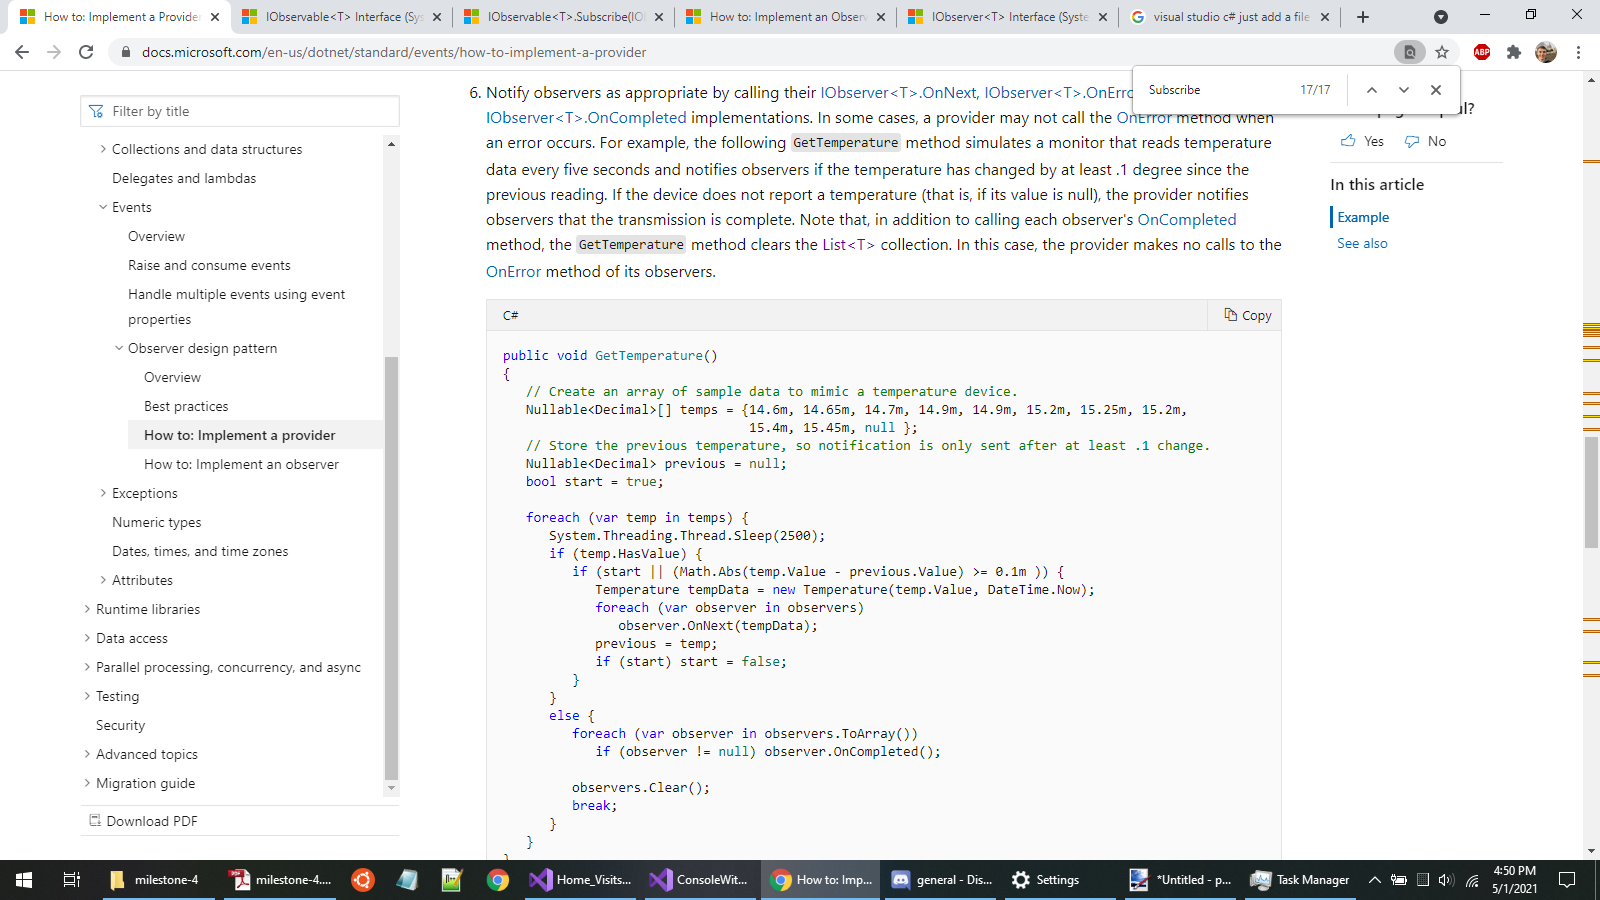 How to: Implement a Provider
IObservable<T> Interface (Sys
IObservable<T>.Subscribe(IO
How to: Implement an Observ
IObserver<T> Interface (Syste
visual studio c# just add a file
docs.microsoft.com/en-us/dotnet/standard/events/how-to-implement-a-provider
ABP
Subscribe
17/17
Filter by title
Collections and data structures
Delegates and lambdas
Events
Overview
Raise and consume events
Handle multiple events using event
properties
Observer design pattern
Overview
Best practices
How to: Implement a provider
How to: Implement an observer
Exceptions
Numeric types
Dates, times, and time zones
Attributes
Runtime libraries
Data access
Parallel processing, concurrency, and async
Testing
Security
Advanced topics
Migration guide
Download PDF
6. Notify observers as appropriate by calling their IObserver<T>.OnNext, IObserver<T>.OnErro
IObserver<T>.OnCompleted implementations. In some cases, a provider may not call the OnError method when
an error occurs. For example, the following GetTemperature method simulates a monitor that reads temperature
data every five seconds and notifies observers if the temperature has changed by at least .1 degree since the
previous reading. If the device does not report a temperature (that is, if its value is null), the provider notifies
observers that the transmission is complete. Note that, in addition to calling each observer's OnCompleted
method, the GetTemperature method clears the List<T> collection. In this case, the provider makes no calls to the
OnError method of its observers.
C#
Copy
public void GetTemperature()
{
// Create an array of sample data to mimic a temperature device.
Nullable<Decimal>[] temps = {14.6m, 14.65m, 14.7m, 14.9m, 14.9m, 15.2m, 15.25m, 15.2m,
15.4m, 15.45m, null };
// Store the previous temperature, so notification is only sent after at least .1 change.
Nullable<Decimal> previous = null;
bool start = true;
foreach (var temp in temps) {
System.Threading.Thread.Sleep(2500);
if (temp.HasValue) {
if (start || (Math.Abs(temp.Value - previous.Value) >= 0.1m )) {
Temperature tempData = new Temperature(temp.Value, DateTime.Now);
foreach (var observer in observers)
observer.OnNext(tempData);
previous = temp;
if (start) start = false;
}
}
else {
foreach (var observer in observers.ToArray())
if (observer != null) observer.OnCompleted();
observers.Clear();
break;
}
}
Yes
No
In this article
Example
See also
milestone-4
milestone-4....
Home_Visits...
ConsoleWit...
How to: Imp...
general - Dis...
Settings
*Untitled - p...
Task Manager
4:50 PM
5/1/2021